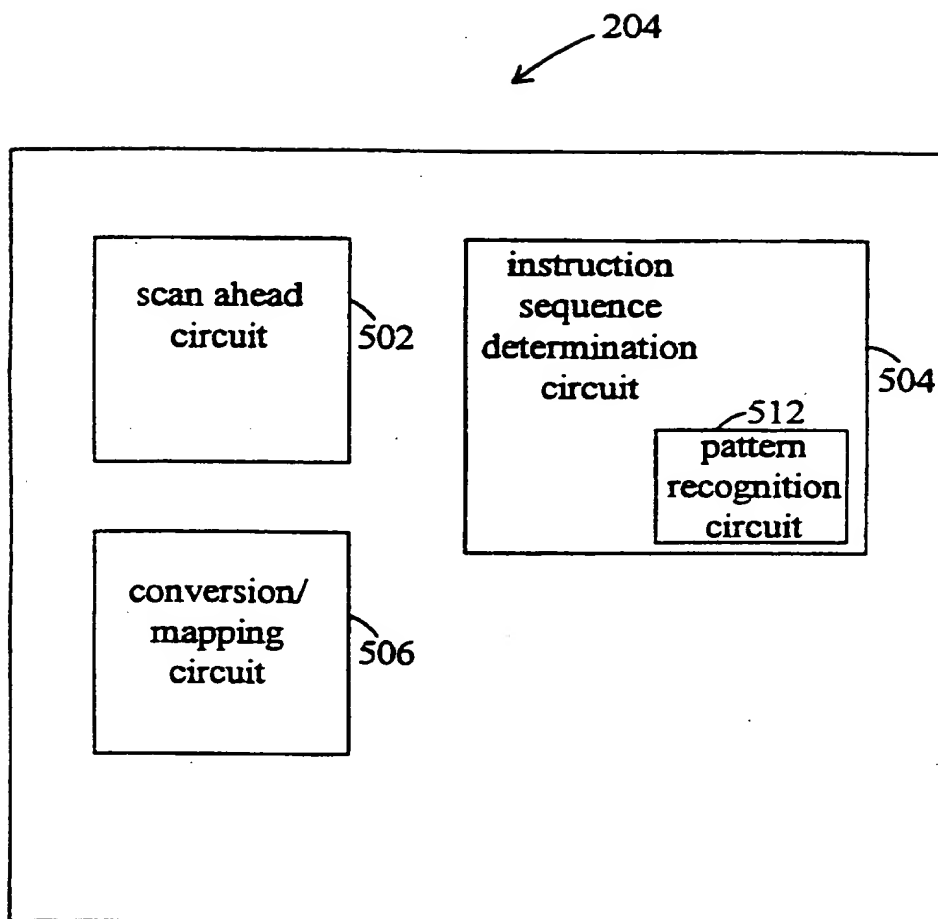 204
scan ahead
circuit
502
instruction
sequence
determination
circuit
504
512
pattern
recognition
circuit
conversion/
mapping
circuit
506